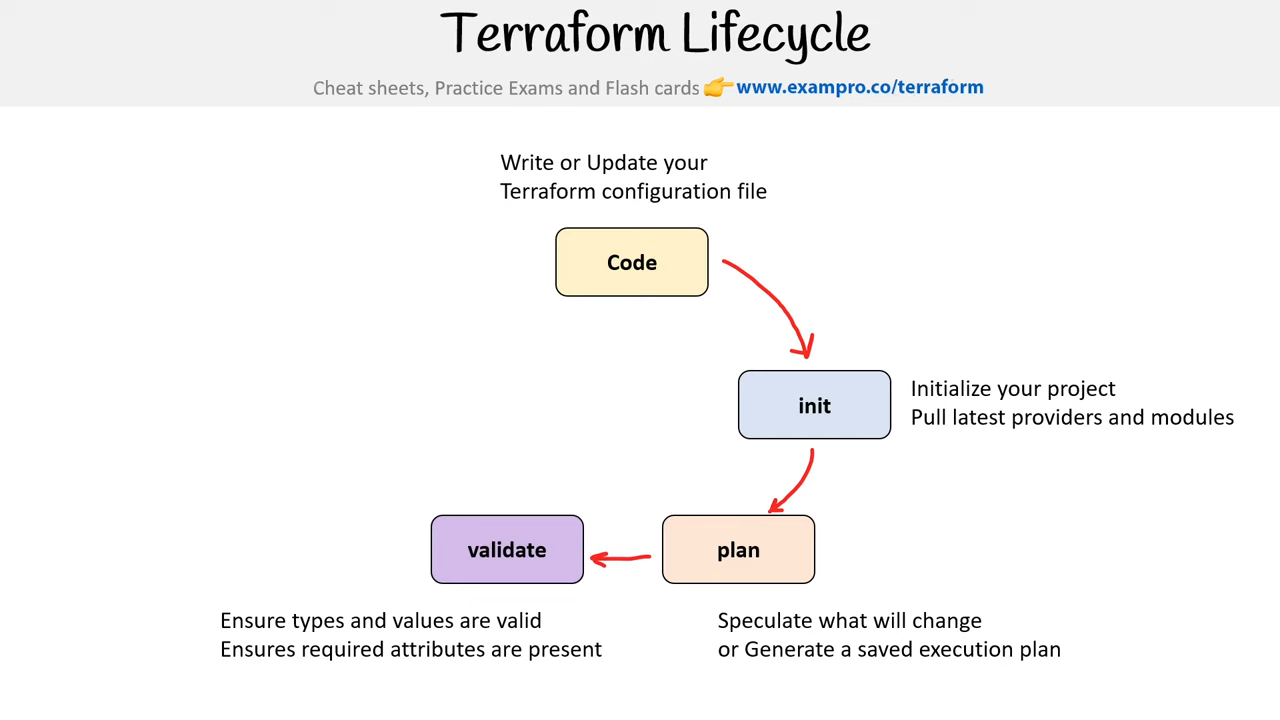 Terraform Lifecycle
Cheat sheets, Practice Exams and Flash cards 👉 www.exampro.co/terraform
Write or Update your
Terraform configuration file
Code
init
Initialize your project
Pull latest providers and modules
validate
plan
Ensure types and values are valid
Ensures required attributes are present
Speculate what will change
or Generate a saved execution plan